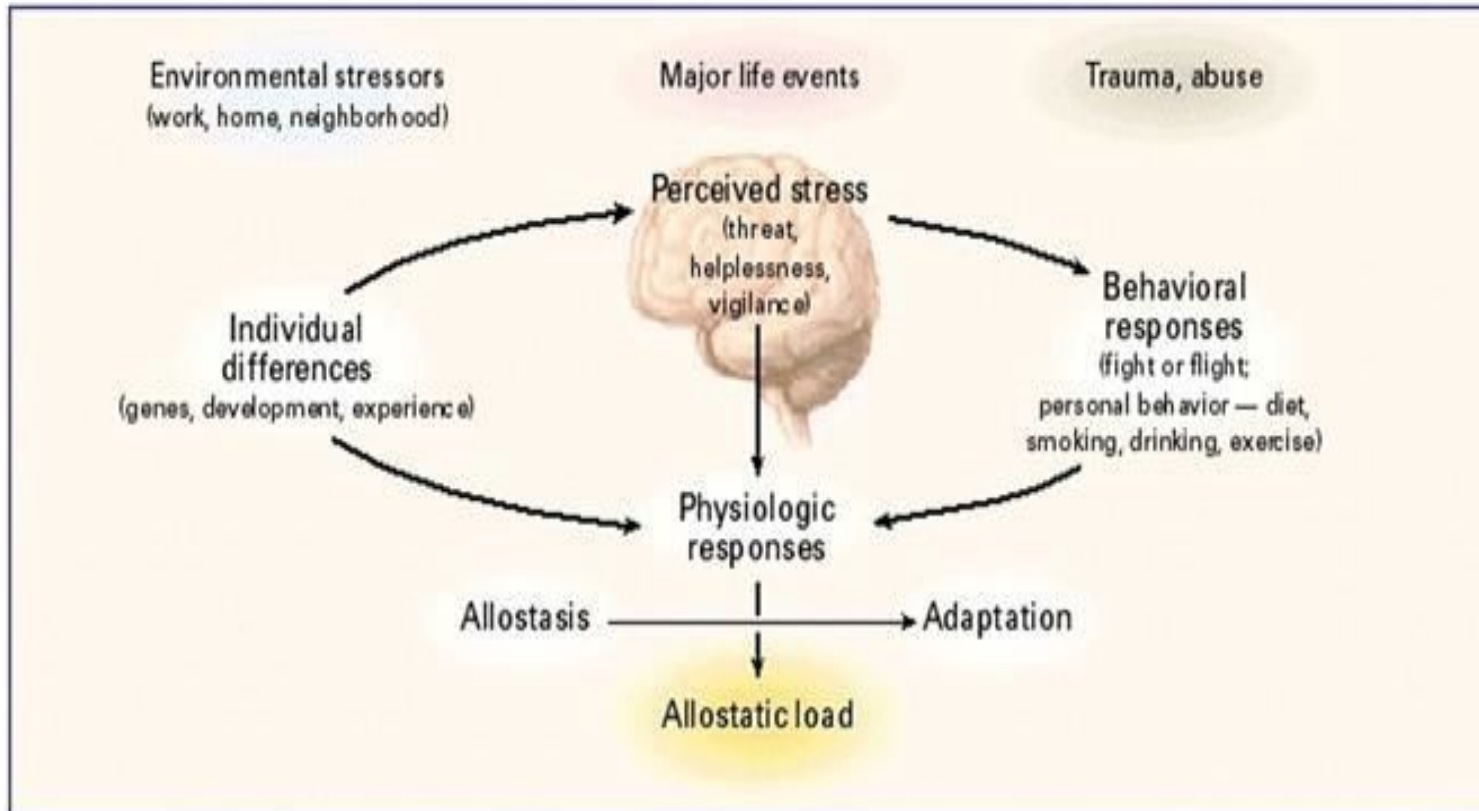 Environmental stressors
(work, home, neighborhood)
Major life events
Trauma, abuse
Perceived stress
(threat,
helplessness,
vigilance)
Individual
differences
(genes, development, experience)
Behavioral
responses
(fight or flight;
personal behavior — diet,
smoking, drinking, exercise)
Physiologic
responses
Allostasis
Adaptation
Allostatic load